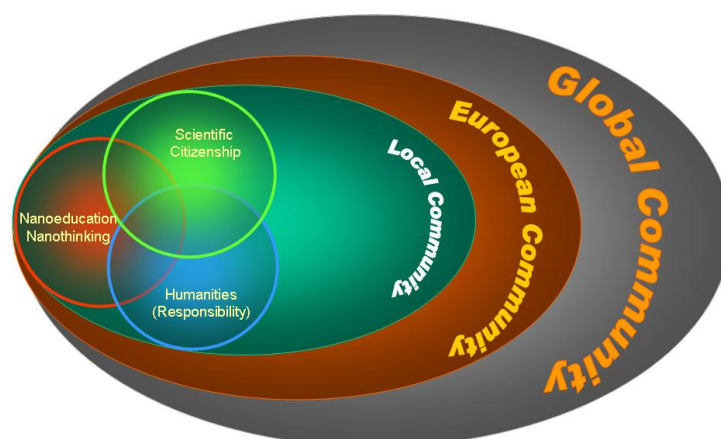 Scientific
Citizenship
Nanoeducation
Nanothinking
Humanities
(Responsibility)
Local Community
European Community
Global Community